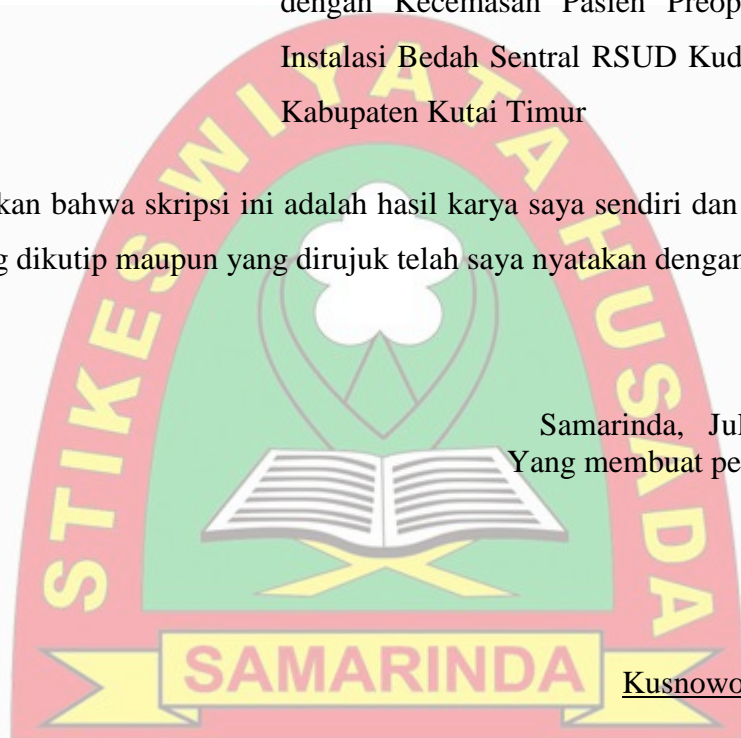 dengan Kecemasan Pasien Preop
Instalasi Bedah Sentral RSUD Kud
Kabupaten Kutai Timur
kan bahwa skripsi ini adalah hasil karya saya sendiri dan
g dikutip maupun yang dirujuk telah saya nyatakan dengan
Samarinda, Jul
Yang membuat pe
Kusnowo
STIKES WIYATA HUSADA
SAMARINDA